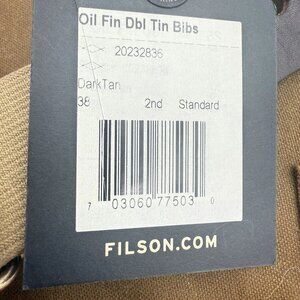 Oil Fin Dbl Tin Bibs
20232836
DarkTan
38 2nd Standard
7 03060 77503 0
FILSON.COM